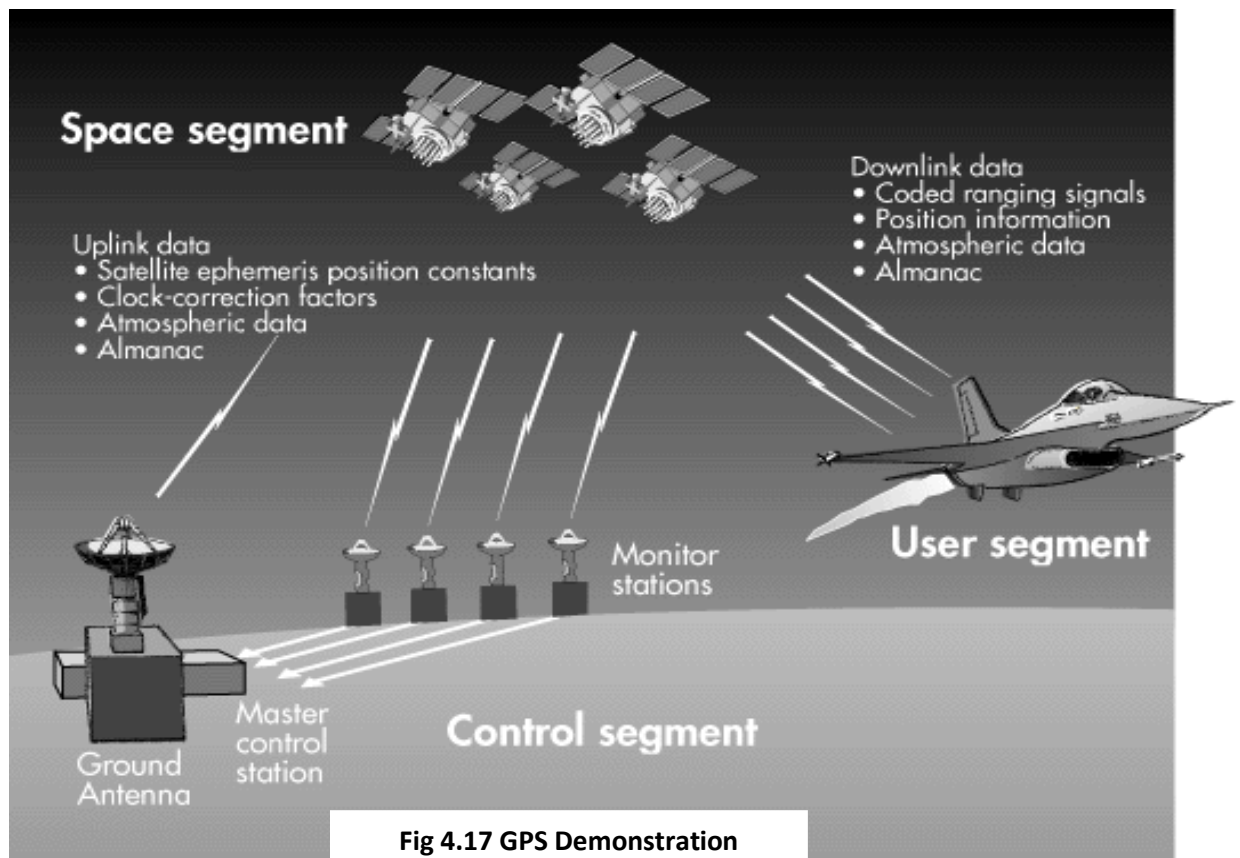 Space segment
Uplink data
• Satellite ephemeris position constants
• Clock-correction factors
• Atmospheric data
• Almanac
Downlink data
• Coded ranging signals
• Position information
• Atmospheric data
• Almanac
User segment
Monitor
stations
Control segment
Master
control
station
Ground
Antenna
Fig 4.17 GPS Demonstration